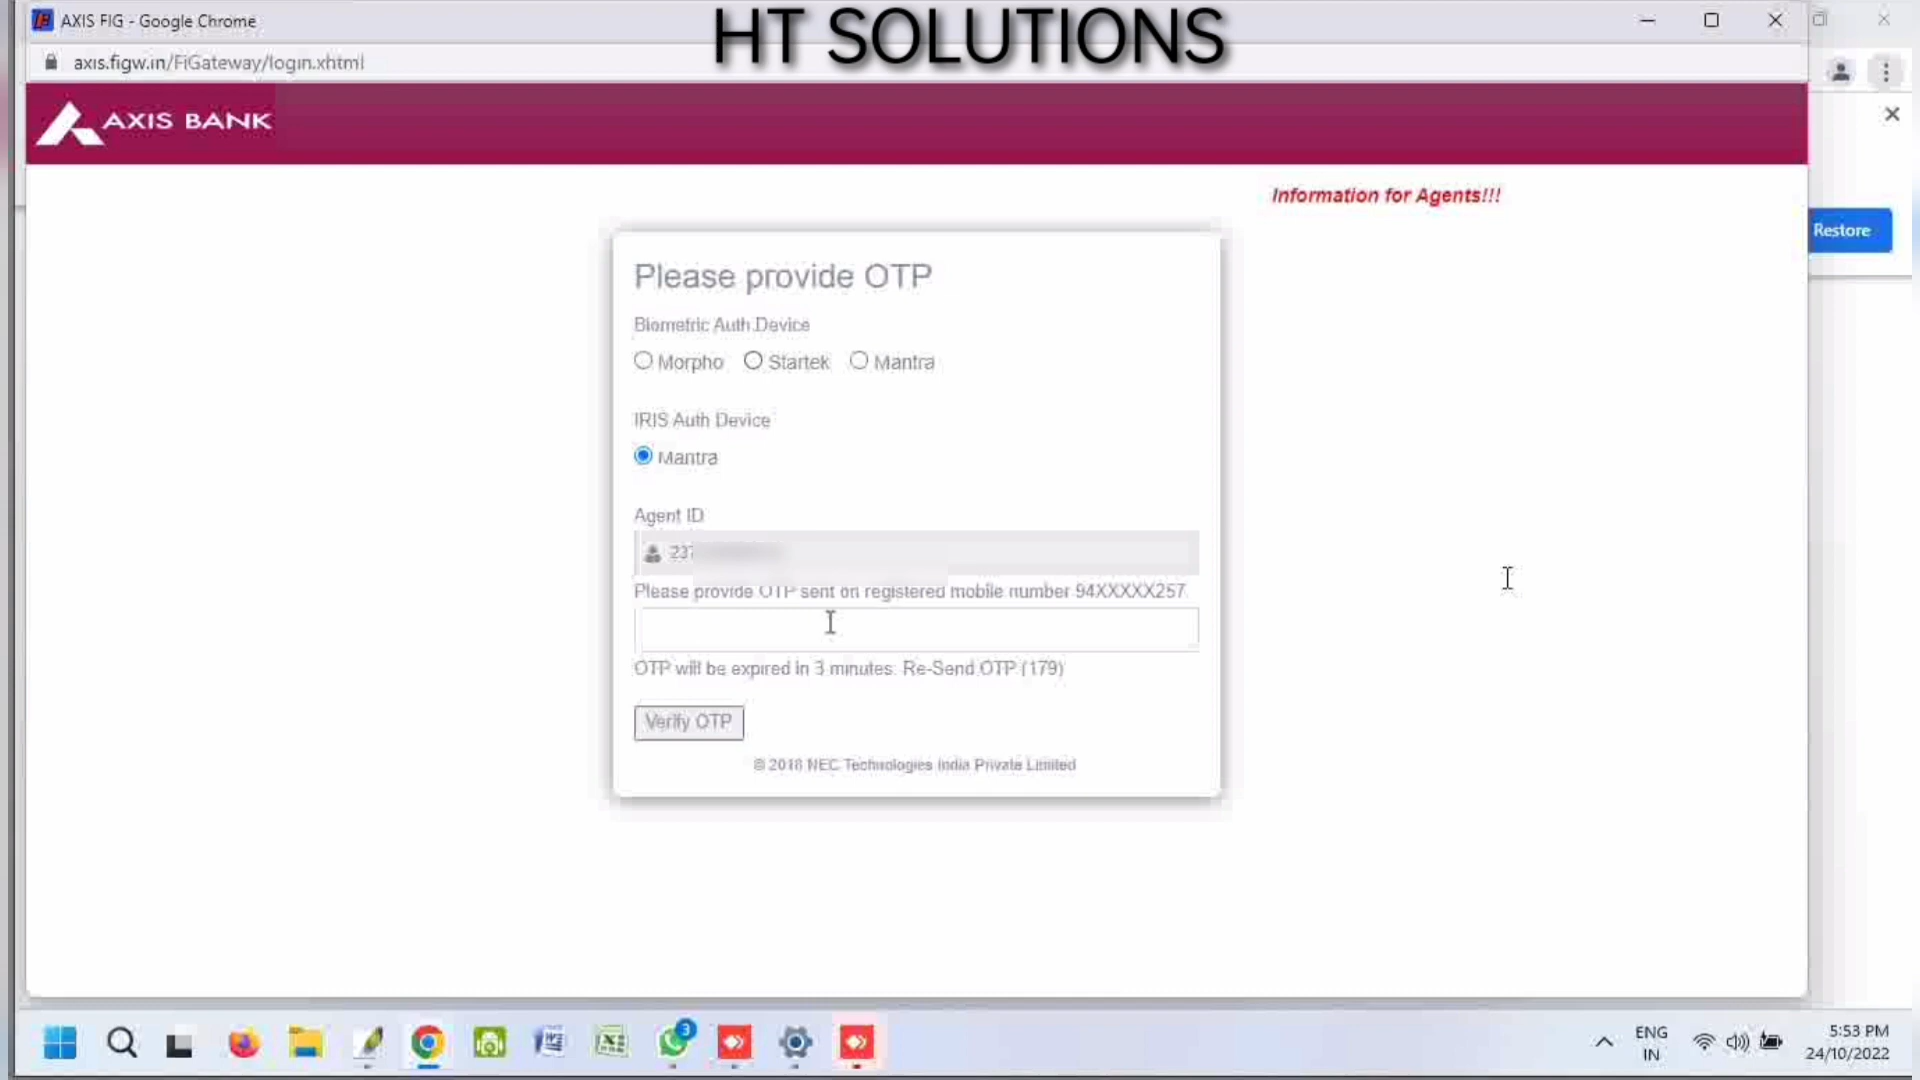 AXIS FIG - Google Chrome
HT SOLUTIONS
axis.figw.in/FiGateway/login.xhtml
AXIS BANK
Information for Agents!!!
Restore
Please provide OTP
Biometric Auth Device
Morpho Startek Mantra
IRIS Auth Device
Mantra
Agent ID
237
Please provide OTP sent on registered mobile number 94XXXXX257
OTP will be expired in 3 minutes. Re-Send OTP (179)
Verify OTP
© 2018 NEC Technologies India Private Limited
3
ENG
IN
5:53 PM
24/10/2022